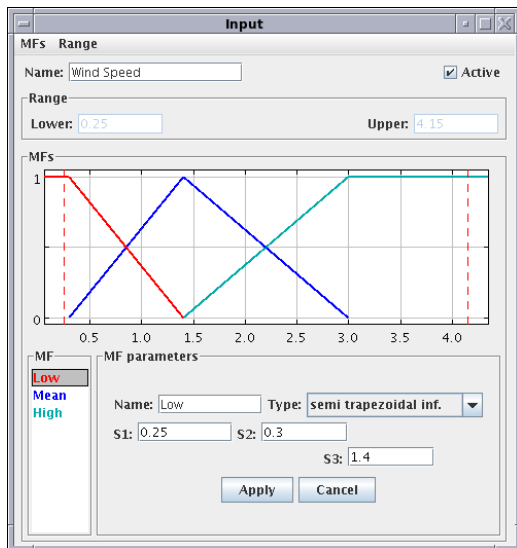 Input
MFs Range
Name: Wind Speed Active
Range
Lower: 0.25 Upper: 4.15
MFs
1
0
0.5 1.0 1.5 2.0 2.5 3.0 3.5 4.0
MF
Low
Mean
High
MF parameters
Name: Low Type: semi trapezoidal inf.
S1: 0.25 S2: 0.3
S3: 1.4
Apply Cancel